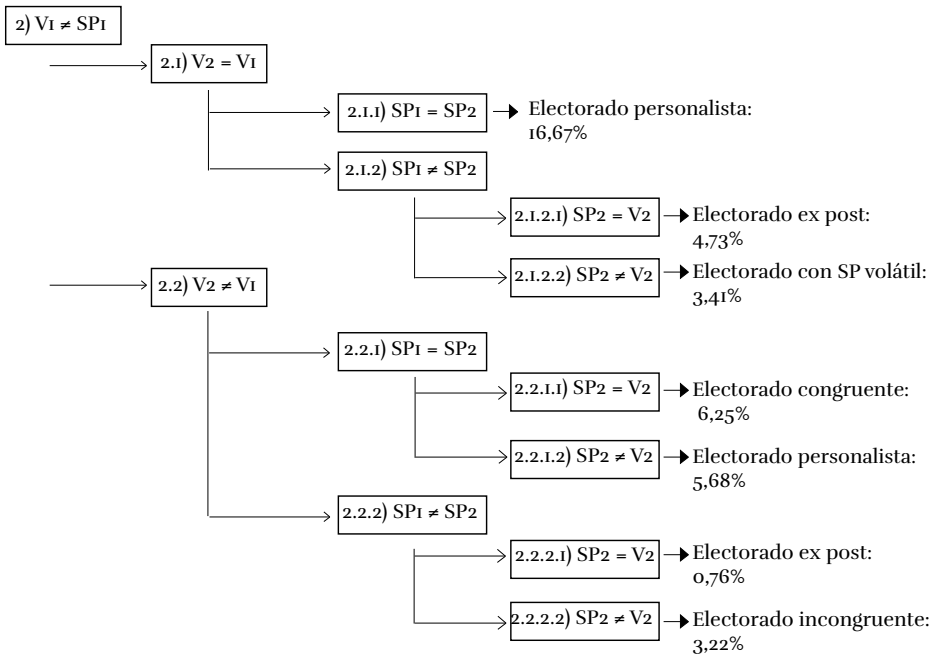 2) V1 ≠ SP1
2.1) V2 = V1
2.1.1) SP1 = SP2
Electorado personalista:
16,67%
2.1.2) SP1 ≠ SP2
2.1.2.1) SP2 = V2
Electorado ex post:
4,73%
2.1.2.2) SP2 ≠ V2
Electorado con SP volátil:
3,41%
2.2) V2 ≠ V1
2.2.1) SP1 = SP2
2.2.1.1) SP2 = V2
Electorado congruente:
6,25%
2.2.1.2) SP2 ≠ V2
Electorado personalista:
5,68%
2.2.2) SP1 ≠ SP2
2.2.2.1) SP2 = V2
Electorado ex post:
0,76%
2.2.2.2) SP2 ≠ V2
Electorado incongruente:
3,22%